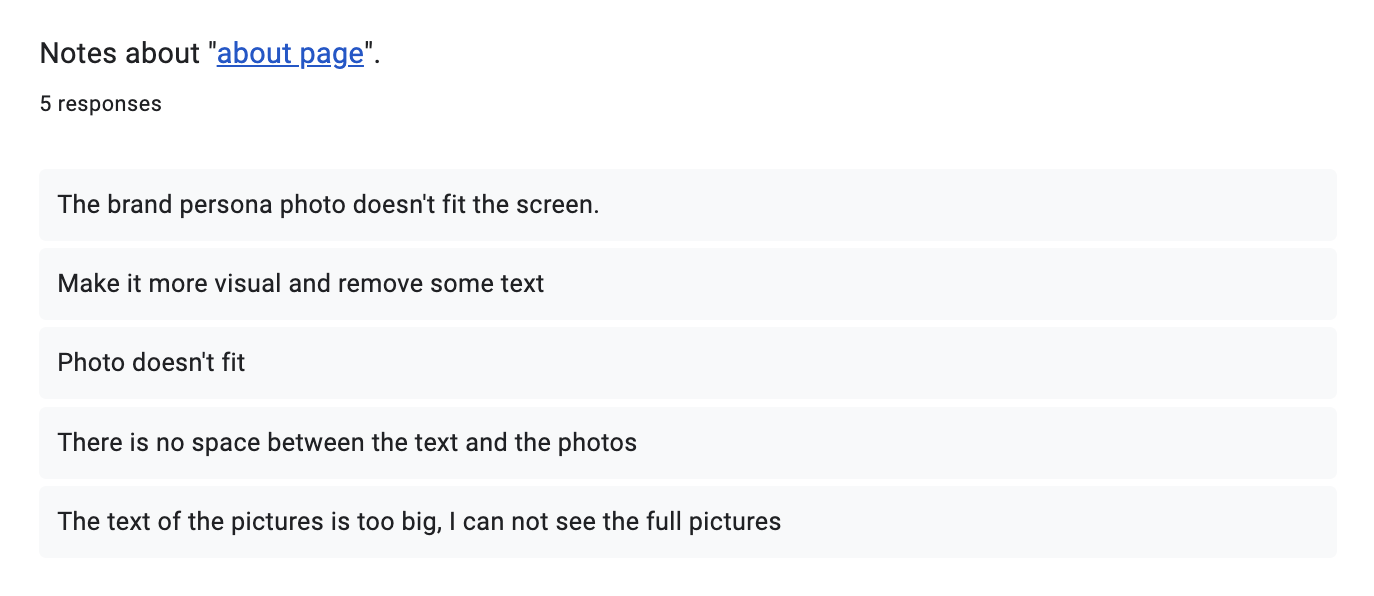 Notes about "about page".
5 responses
The brand persona photo doesn't fit the screen.
Make it more visual and remove some text
Photo doesn't fit
There is no space between the text and the photos
The text of the pictures is too big, I can not see the full pictures